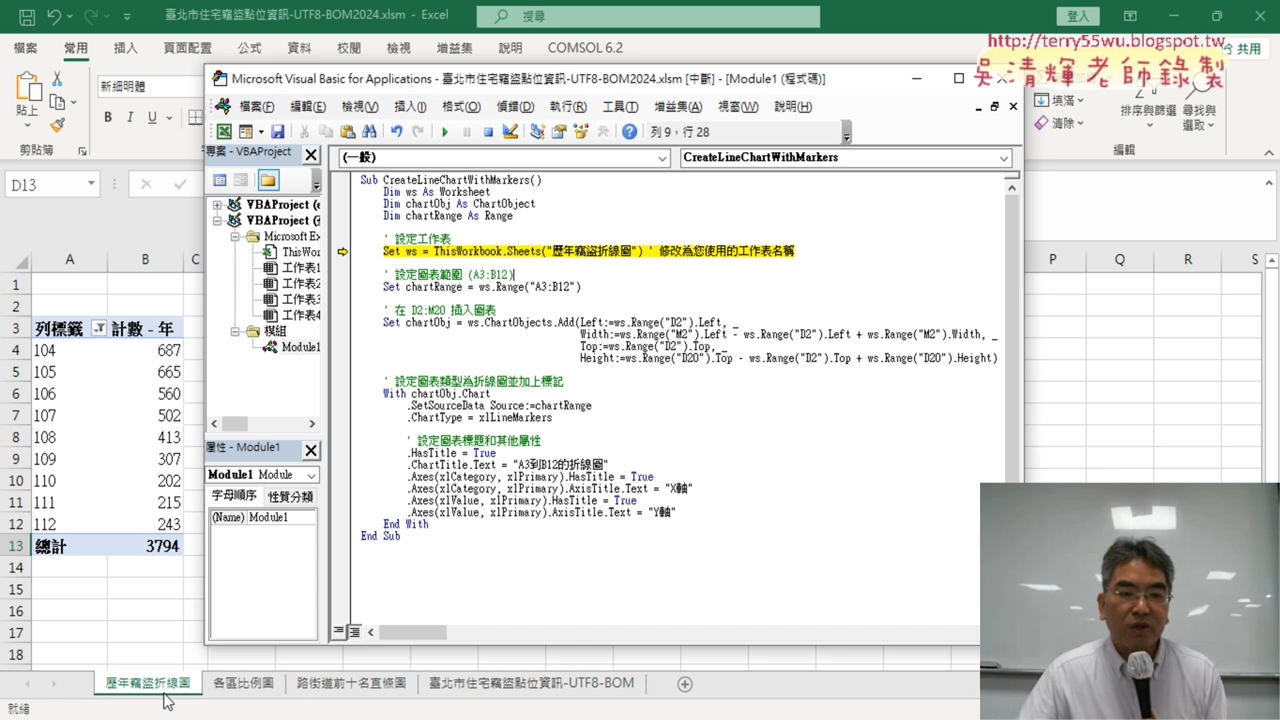 臺北市住宅竊盜點位資訊-UTF8-BOM2024.xlsm - Excel
搜尋
登入
檔案 常用 插入 頁面配置 公式 資料 校閱 檢視 增益集 說明 COMSOL 6.2
共用
http://terry55wu.blogspot.tw
吳清輝老師錄製
貼上
剪貼簿
新細明體
B I U
填滿
清除
排序與篩選
尋找與選取
編輯
D13
Microsoft Visual Basic for Applications - 臺北市住宅竊盜點位資訊-UTF8-BOM2024.xlsm [中斷] - [Module1 (程式碼)]
檔案(F) 編輯(E) 檢視(V) 插入(I) 格式(O) 偵錯(D) 執行(R) 工具(T) 增益集(A) 視窗(W) 說明(H)
列 9，行 28
專案 - VBAProject
VBAProject (
VBAProject (
Microsoft Ex
ThisWor
工作表1
工作表2
工作表3
工作表4
模組
Module1
屬性 - Module1
Module1 Module
字母順序 性質分類
(Name) Module1
(一般)
CreateLineChartWithMarkers
Sub CreateLineChartWithMarkers()
Dim ws As Worksheet
Dim chartObj As ChartObject
Dim chartRange As Range
' 設定工作表
Set ws = ThisWorkbook.Sheets("歷年竊盜折線圖") ' 修改為您使用的工作表名稱
' 設定圖表範圍 (A3:B12)
Set chartRange = ws.Range("A3:B12")
' 在 D2:M20 插入圖表
Set chartObj = ws.ChartObjects.Add(Left:=ws.Range("D2").Left, _
Width:=ws.Range("M2").Left - ws.Range("D2").Left + ws.Range("M2").Width, _
Top:=ws.Range("D2").Top, _
Height:=ws.Range("D20").Top - ws.Range("D2").Top + ws.Range("D20").Height)
' 設定圖表類型為折線圖並加上標記
With chartObj.Chart
.SetSourceData Source:=chartRange
.ChartType = xlLineMarkers
' 設定圖表標題和其他屬性
.HasTitle = True
.ChartTitle.Text = "A3到B12的折線圖"
.Axes(xlCategory, xlPrimary).HasTitle = True
.Axes(xlCategory, xlPrimary).AxisTitle.Text = "X軸"
.Axes(xlValue, xlPrimary).HasTitle = True
.Axes(xlValue, xlPrimary).AxisTitle.Text = "Y軸"
End With
End Sub
A B C P Q R S
1
2
3 列標籤 計數 - 年
4 104 687
5 105 665
6 106 560
7 107 502
8 108 413
9 109 307
10 110 202
11 111 215
12 112 243
13 總計 3794
14
15
16
17
18
歷年竊盜折線圖 各區比例圖 路街道前十名直條圖 臺北市住宅竊盜點位資訊-UTF8-BOM
就緒